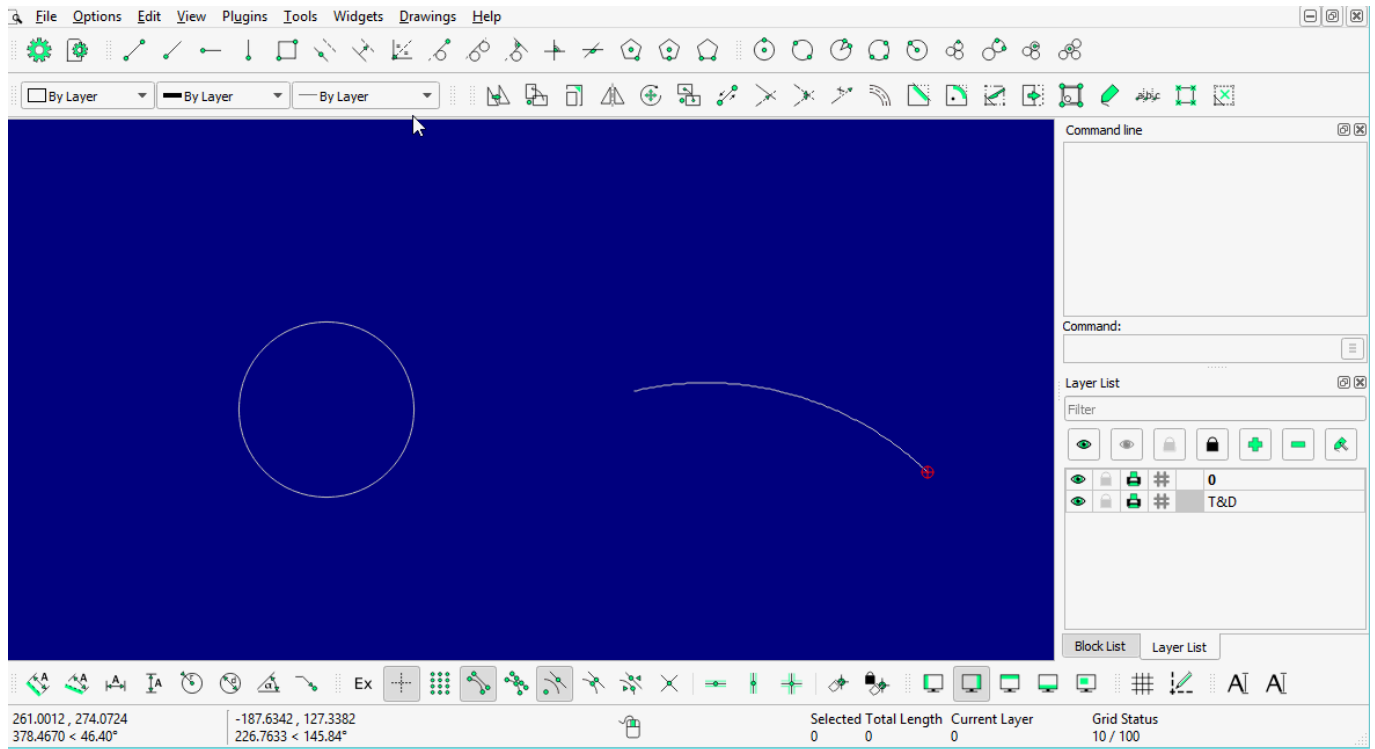 File Options Edit View Plugins Tools Widgets Drawings Help
By Layer By Layer By Layer
abc
Command line
Command:
Layer List
Filter
0
T&D
Block List Layer List
A A A A Ex A A
261.0012 , 274.0724 -187.6342 , 127.3382 Selected Total Length Current Layer Grid Status
378.4670 < 46.40° 226.7633 < 145.84° 0 0 0 10 / 100